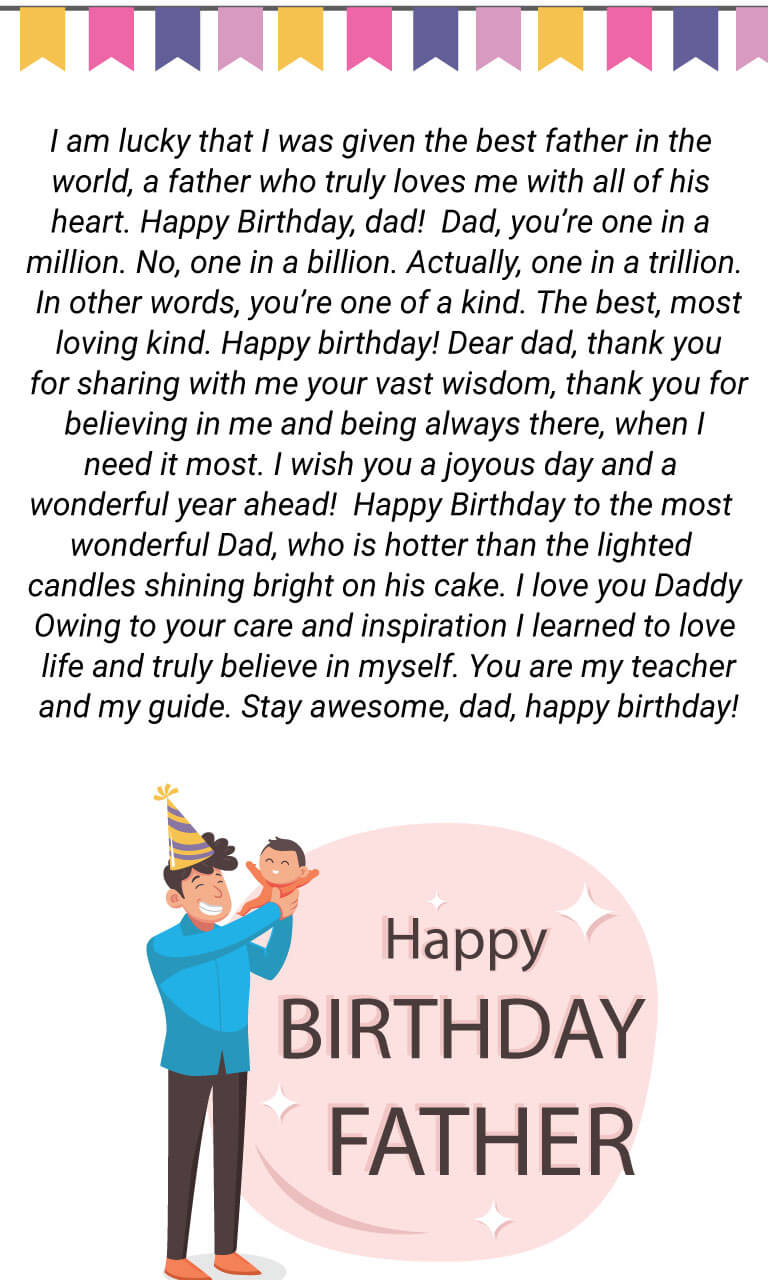 I am lucky that I was given the best father in the
world, a father who truly loves me with all of his
heart. Happy Birthday, dad!  Dad, you’re one in a
million. No, one in a billion. Actually, one in a trillion.
In other words, you’re one of a kind. The best, most
loving kind. Happy birthday! Dear dad, thank you
for sharing with me your vast wisdom, thank you for
believing in me and being always there, when I
need it most. I wish you a joyous day and a
wonderful year ahead!  Happy Birthday to the most
wonderful Dad, who is hotter than the lighted
candles shining bright on his cake. I love you Daddy
Owing to your care and inspiration I learned to love
life and truly believe in myself. You are my teacher
and my guide. Stay awesome, dad, happy birthday!
Happy
BIRTHDAY
FATHER